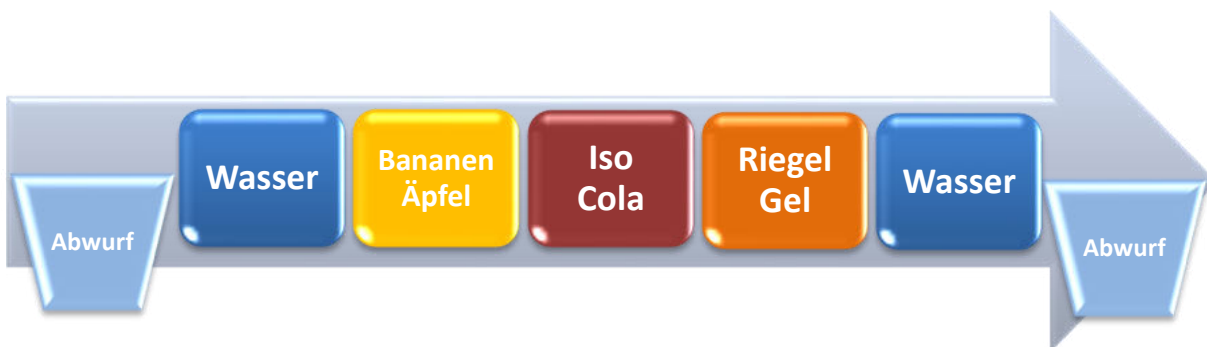 Abwurf
Wasser
Bananen
Äpfel
Iso
Cola
Riegel
Gel
Wasser
Abwurf